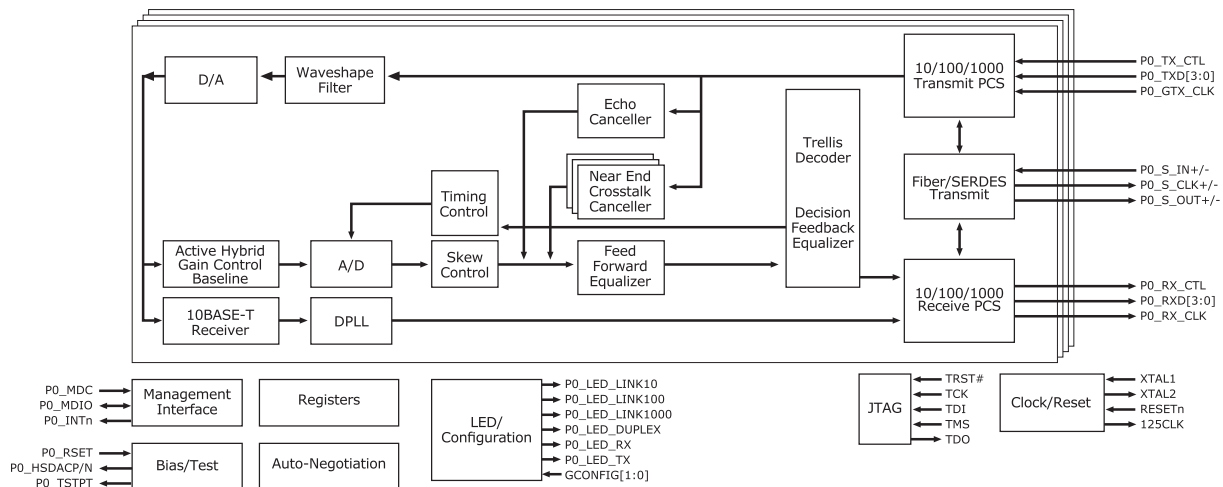 D/A
Waveshape
Filter
10/100/1000
Transmit PCS
P0_TX_CTL
P0_TXD[3:0]
P0_GTX_CLK
Echo
Canceller
Trellis
Decoder
Decision
Feedback
Equalizer
Near End
Crosstalk
Canceller
Fiber/SERDES
Transmit
P0_S_IN+/-
P0_S_CLK+/-
P0_S_OUT+/-
Timing
Control
Active Hybrid
Gain Control
Baseline
A/D
Skew
Control
Feed
Forward
Equalizer
10/100/1000
Receive PCS
P0_RX_CTL
P0_RXD[3:0]
P0_RX_CLK
10BASE-T
Receiver
DPLL
P0_MDC
P0_MDIO
P0_INTn
Management
Interface
Registers
LED/
Configuration
P0_LED_LINK10
P0_LED_LINK100
P0_LED_LINK1000
P0_LED_DUPLEX
P0_LED_RX
P0_LED_TX
GCONFIG[1:0]
JTAG
TRST#
TCK
TDI
TMS
TDO
Clock/Reset
XTAL1
XTAL2
RESETn
125CLK
P0_RSET
P0_HSDACP/N
P0_TSTPT
Bias/Test
Auto-Negotiation